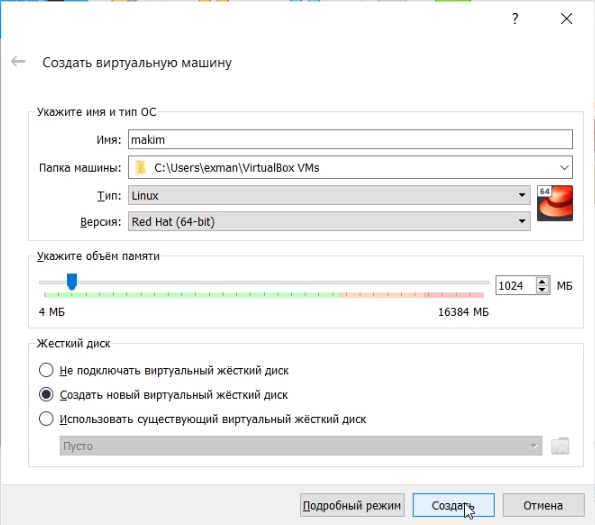 ?
Создать виртуальную машину
Укажите имя и тип ОС
Имя: makim
Папка машины: C:\Users\exman\VirtualBox VMs
Тип: Linux
64
Версия: Red Hat (64-bit)
Укажите объём памяти
1024 МБ
4 МБ 16384 МБ
Жесткий диск
Не подключать виртуальный жёсткий диск
Создать новый виртуальный жёсткий диск
Использовать существующий виртуальный жёсткий диск
Пусто
Подробный режим Создать Отмена